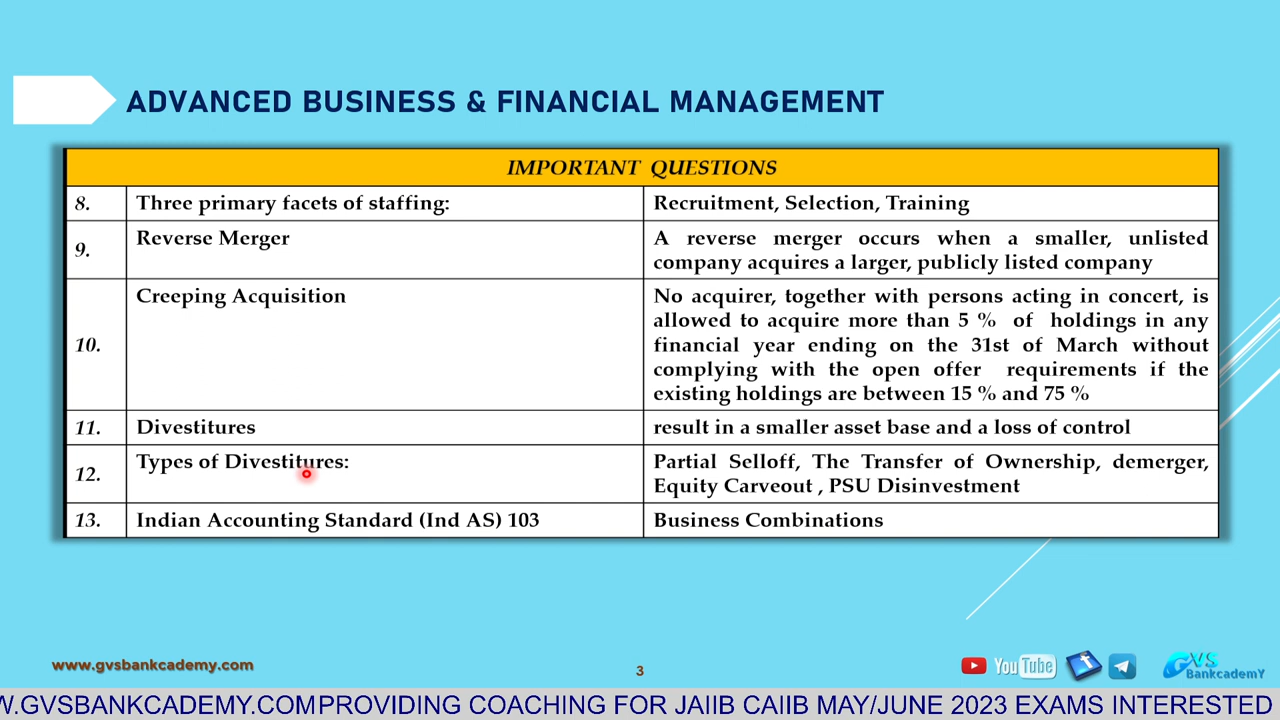 ADVANCED BUSINESS & FINANCIAL MANAGEMENT
IMPORTANT QUESTIONS
8. Three primary facets of staffing: Recruitment, Selection, Training
9. Reverse Merger
A reverse merger occurs when a smaller, unlisted
company acquires a larger, publicly listed company
10. Creeping Acquisition
No acquirer, together with persons acting in concert, is
allowed to acquire more than 5 % of holdings in any
financial year ending on the 31st of March without
complying with the open offer requirements if the
existing holdings are between 15 % and 75 %
11. Divestitures result in a smaller asset base and a loss of control
12. Types of Divestitures:
Partial Selloff, The Transfer of Ownership, demerger,
Equity Carveout , PSU Disinvestment
13. Indian Accounting Standard (Ind AS) 103 Business Combinations
www.gvsbankcademy.com
3
YouTube
GVS
BankcademY
W.GVSBANKCADEMY.COMPROVIDING COACHING FOR JAIIB CAIIB MAY/JUNE 2023 EXAMS INTERESTED